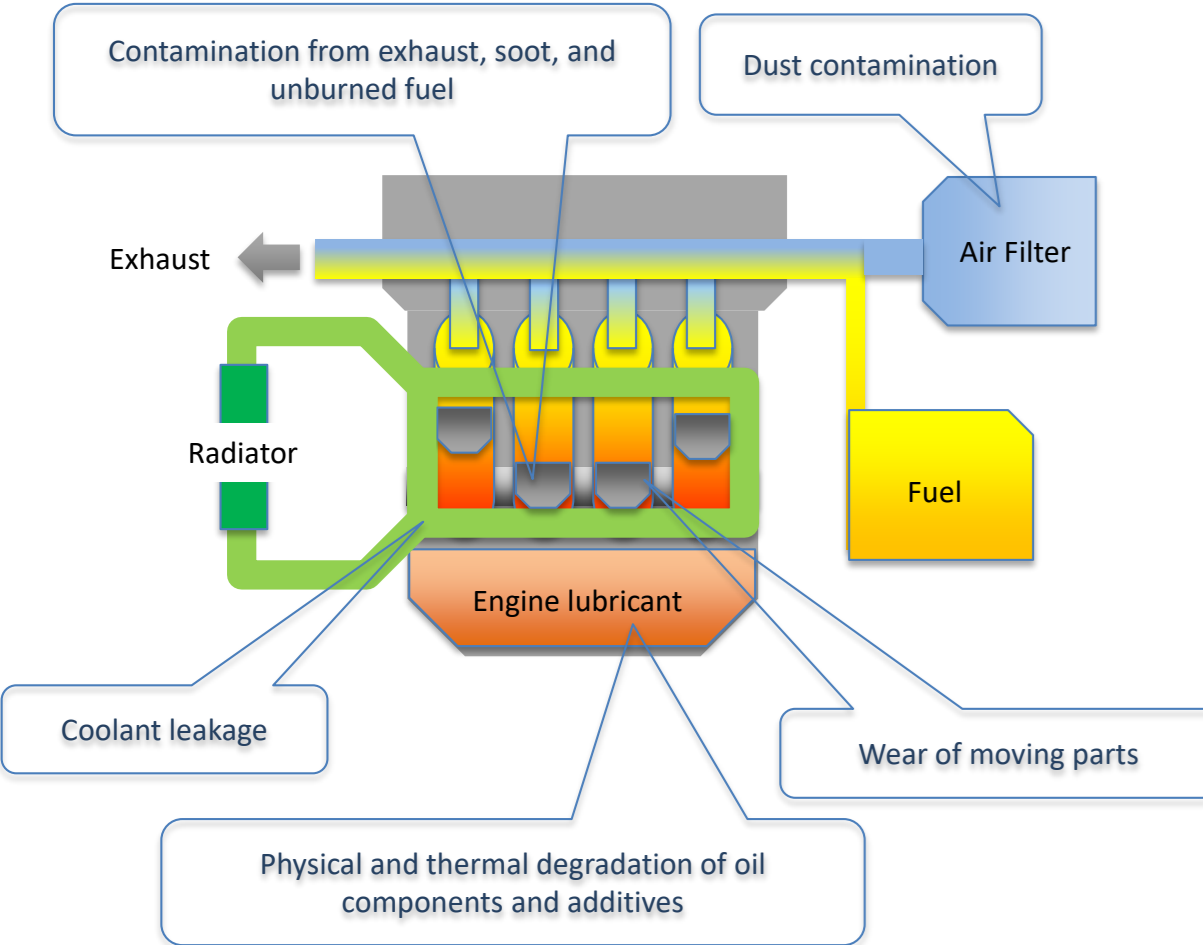 Contamination from exhaust, soot, and
unburned fuel
Dust contamination
Exhaust
Air Filter
Radiator
Fuel
Engine lubricant
Coolant leakage
Wear of moving parts
Physical and thermal degradation of oil
components and additives